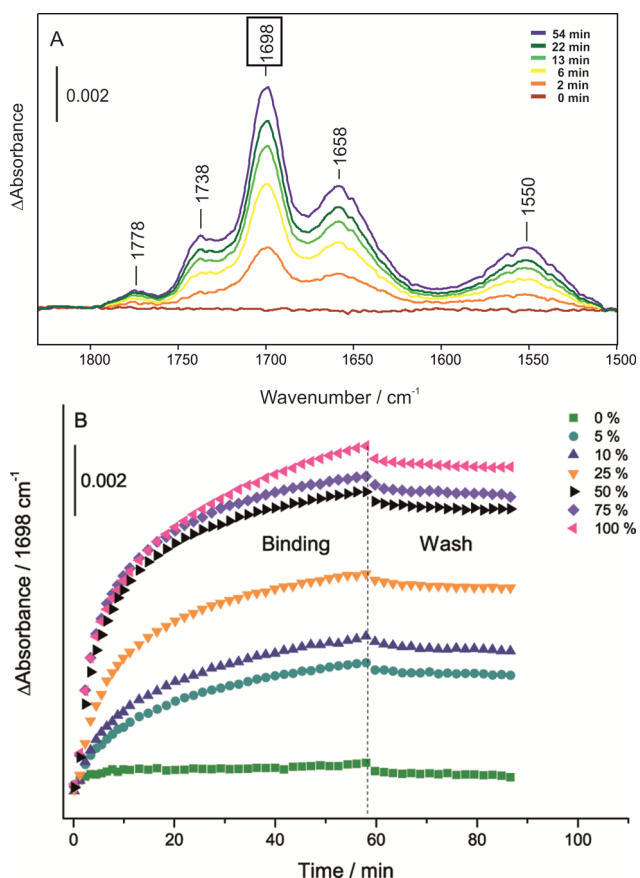 A
0.002
ΔAbsorbance
1778
1738
1698
1658
1550
54 min
22 min
13 min
6 min
2 min
0 min
1800 1750 1700 1650 1600 1550 1500
Wavenumber / cm⁻¹
B
0.002
ΔAbsorbance / 1698 cm⁻¹
Binding
Wash
0 %
5 %
10 %
25 %
50 %
75 %
100 %
0 20 40 60 80 100
Time / min